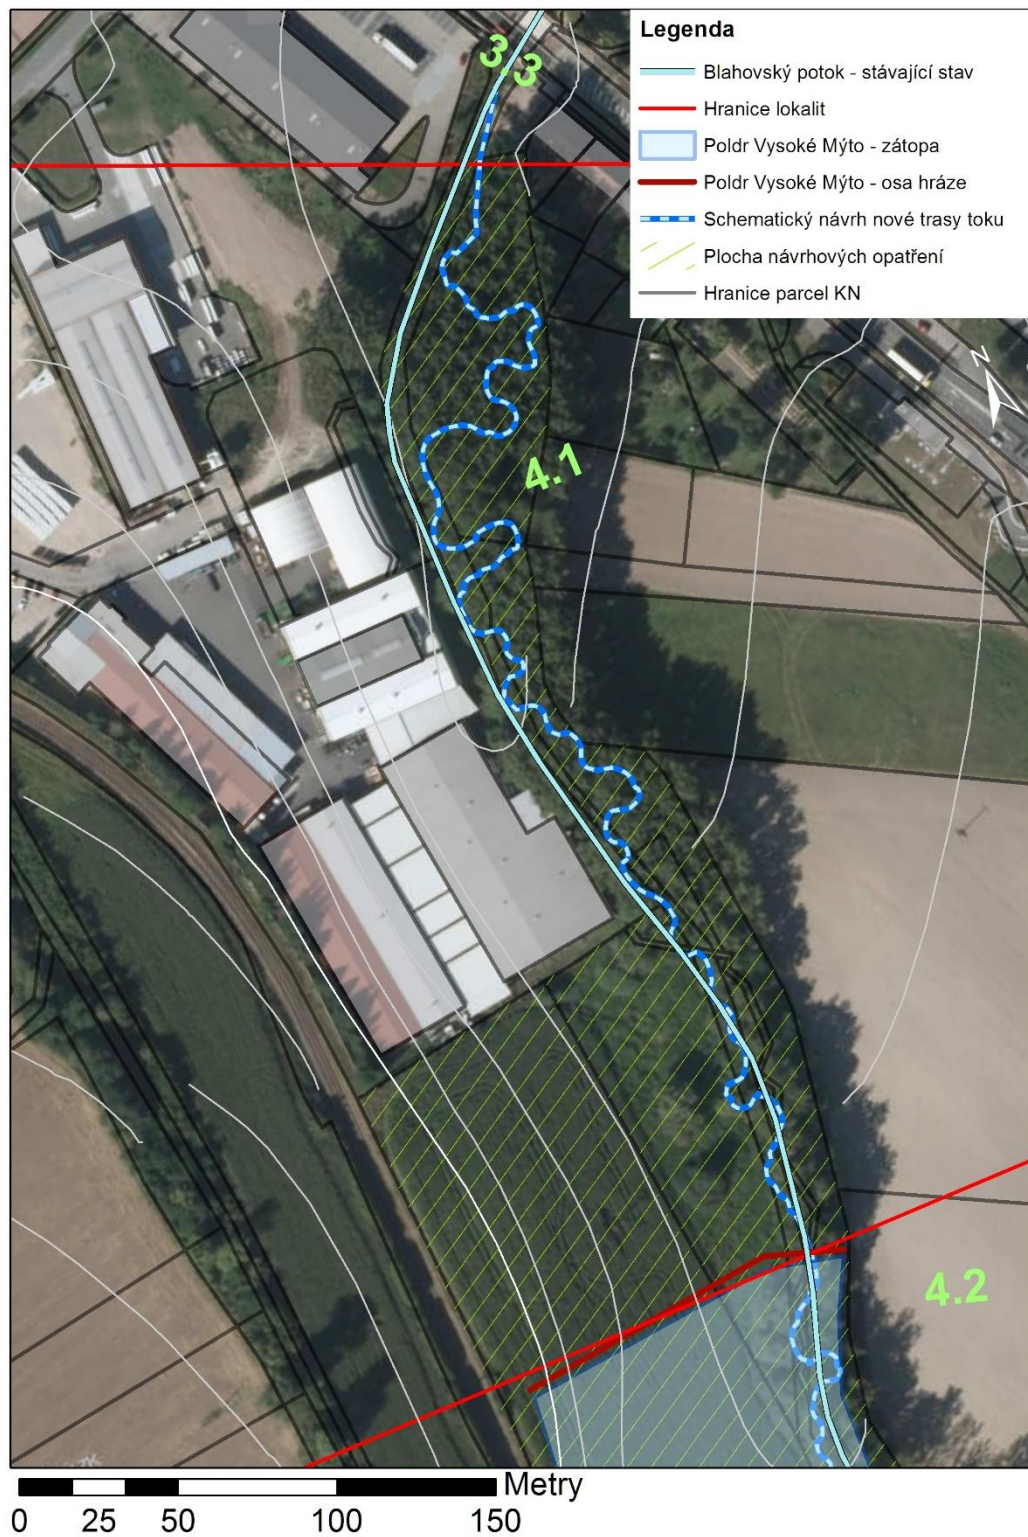 3.3
Legenda
Blahovský potok - stávající stav
Hranice lokalit
Poldr Vysoké Mýto - zátopa
Poldr Vysoké Mýto - osa hráze
Schematický návrh nové trasy toku
Plocha návrhových opatření
Hranice parcel KN
N
4.1
4.2
Metry
0 25 50 100 150